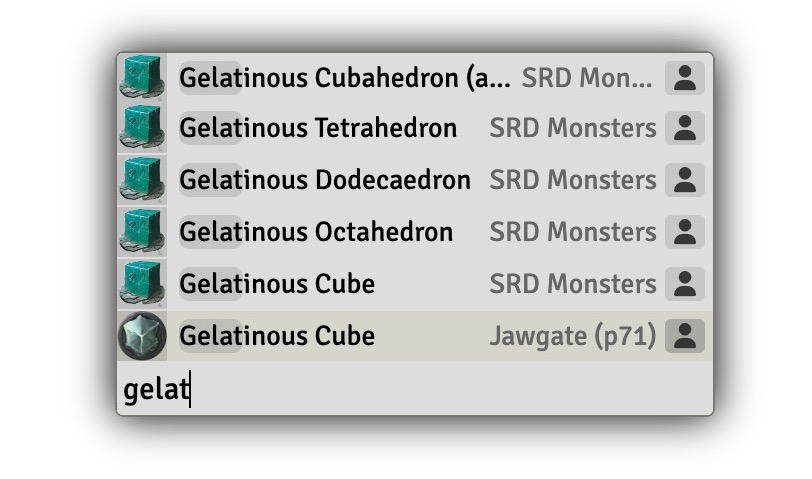 Gelatinous Cubahedron (a... SRD Mon...
Gelatinous Tetrahedron SRD Monsters
Gelatinous Dodecaedron SRD Monsters
Gelatinous Octahedron SRD Monsters
Gelatinous Cube SRD Monsters
Gelatinous Cube Jawgate (p71)
gelat